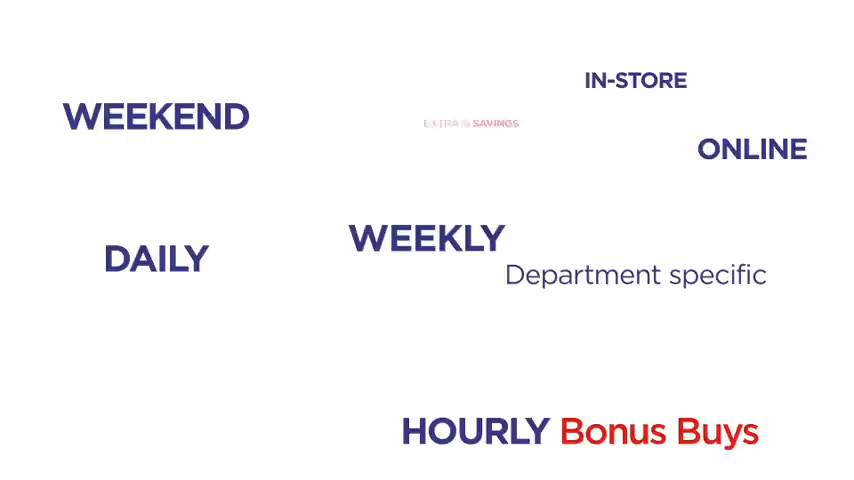 IN-STORE
WEEKEND
EXTRA % SAVINGS
ONLINE
WEEKLY
DAILY
Department specific
HOURLY Bonus Buys